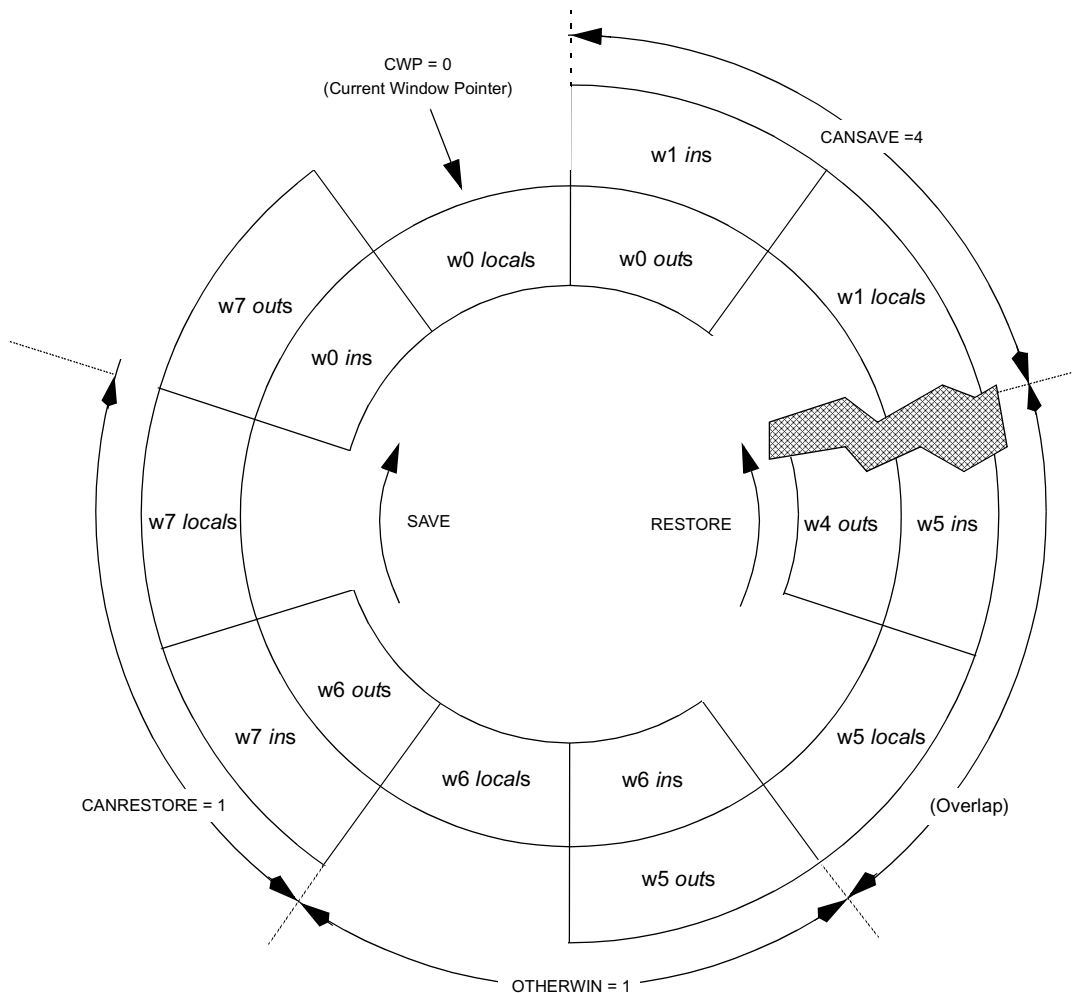 CWP = 0
(Current Window Pointer)
CANSAVE =4
w1 ins
w0 locals
w0 outs
w1 locals
w7 outs
w0 ins
w7 locals
SAVE
RESTORE
w4 outs
w5 ins
w6 outs
w7 ins
w5 locals
w6 locals
w6 ins
CANRESTORE = 1
(Overlap)
w5 outs
OTHERWIN = 1